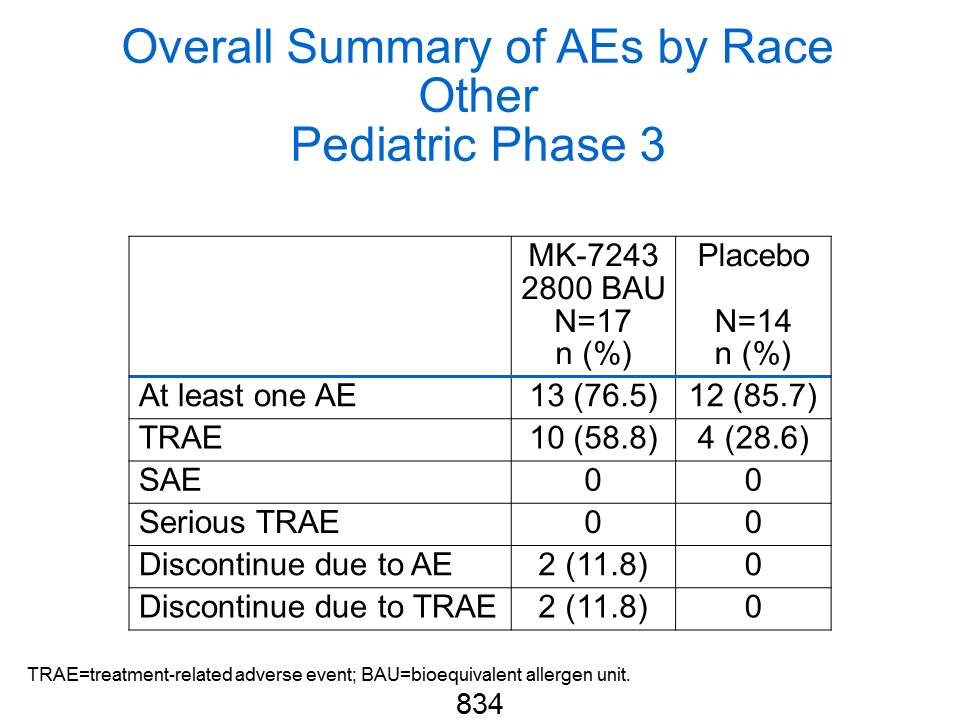 Overall Summary of AEs by Race
Other
Pediatric Phase 3
MK-7243 Placebo
2800 BAU
N=17 N=14
n (%) n (%)
At least one AE 13 (76.5) 12 (85.7)
TRAE 10 (58.8) 4 (28.6)
SAE 0 0
Serious TRAE 0 0
Discontinue due to AE 2 (11.8) 0
Discontinue due to TRAE 2 (11.8) 0
TRAE=treatment-related adverse event; BAU=bioequivalent allergen unit.
834